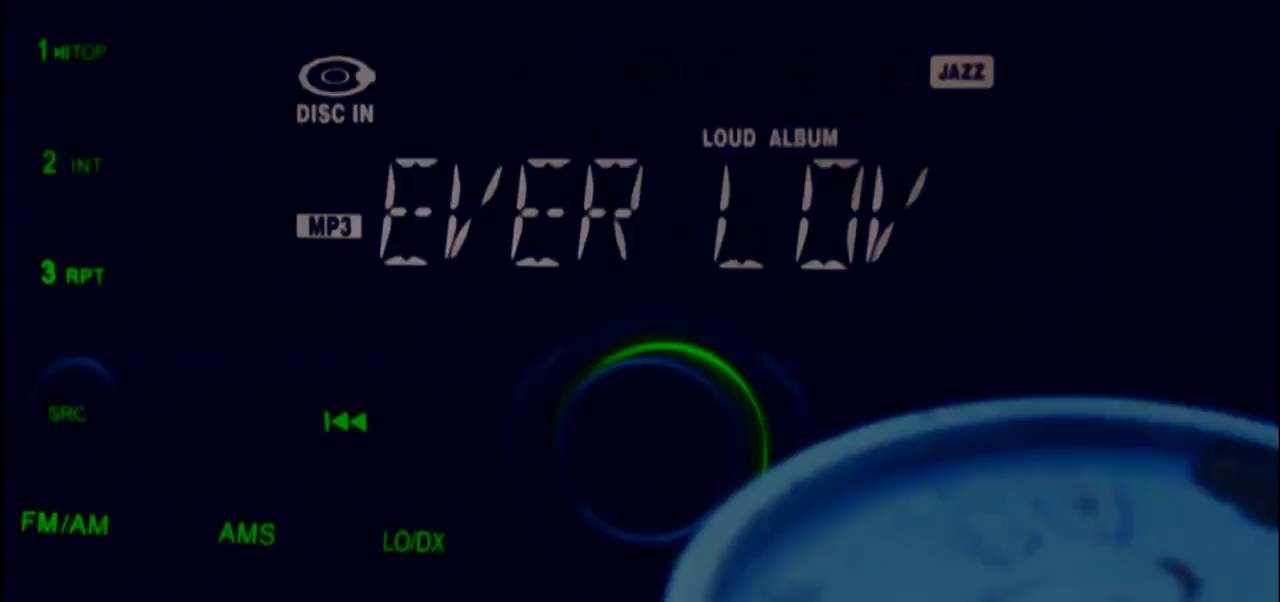 1 TOP
JAZZ
DISC IN
LOUD ALBUM
2 INT
EVER LOV
MP3
3 RPT
SRC
FM/AM
AMS
LO/DX